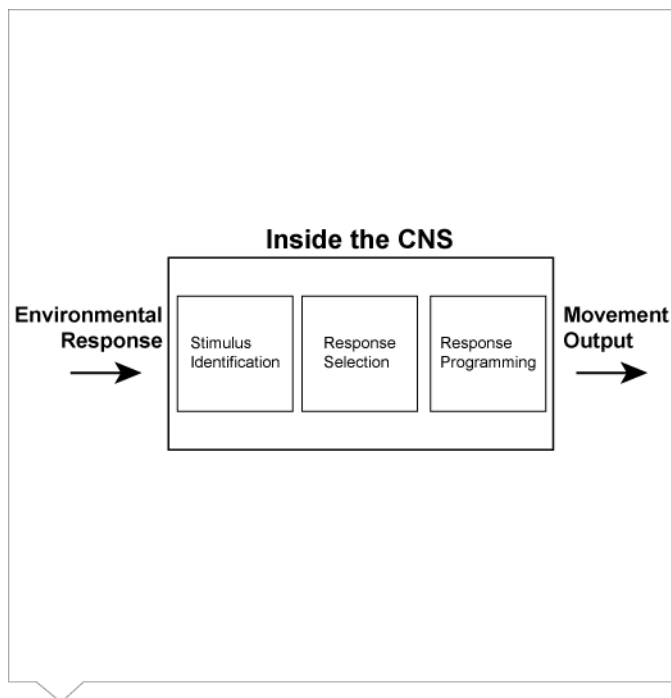 Inside the CNS
Environmental
Response
Stimulus
Identification
Response
Selection
Response
Programming
Movement
Output